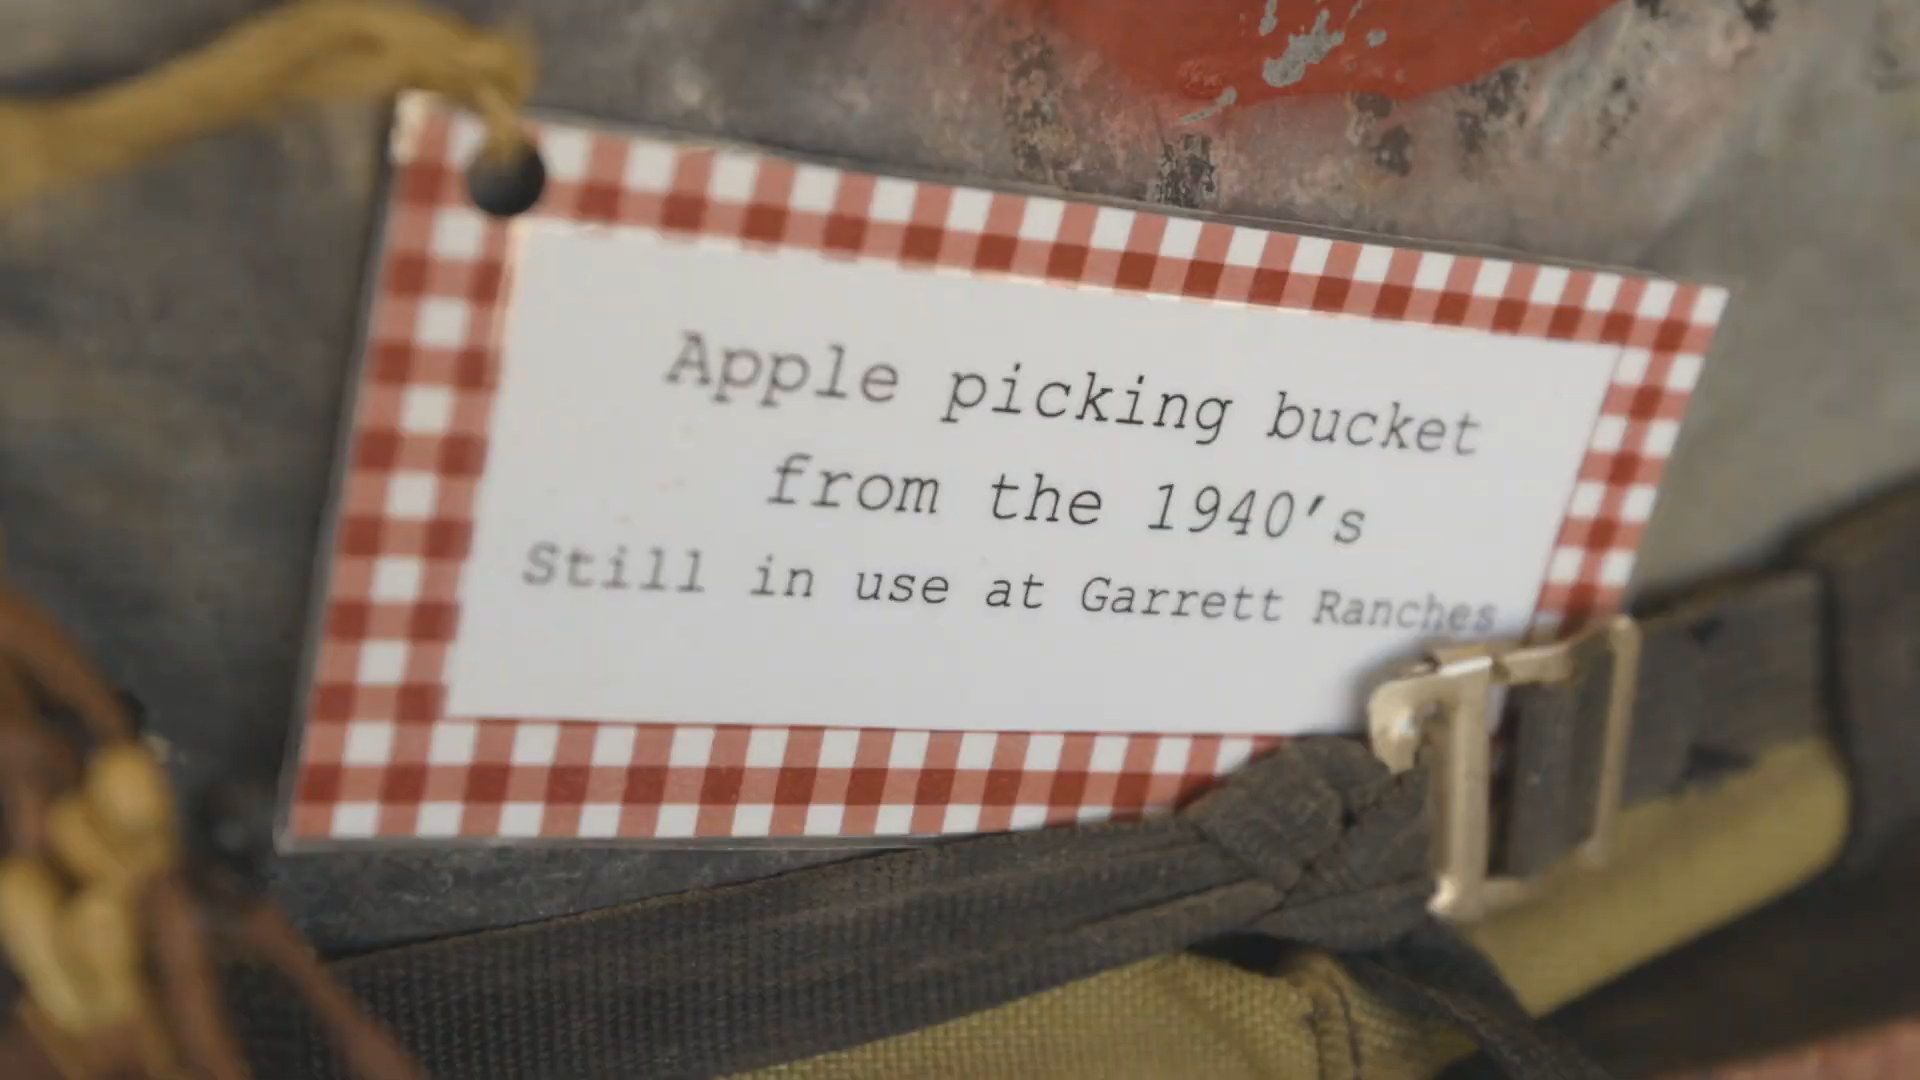 Apple picking bucket
from the 1940's
Still in use at Garrett Ranches